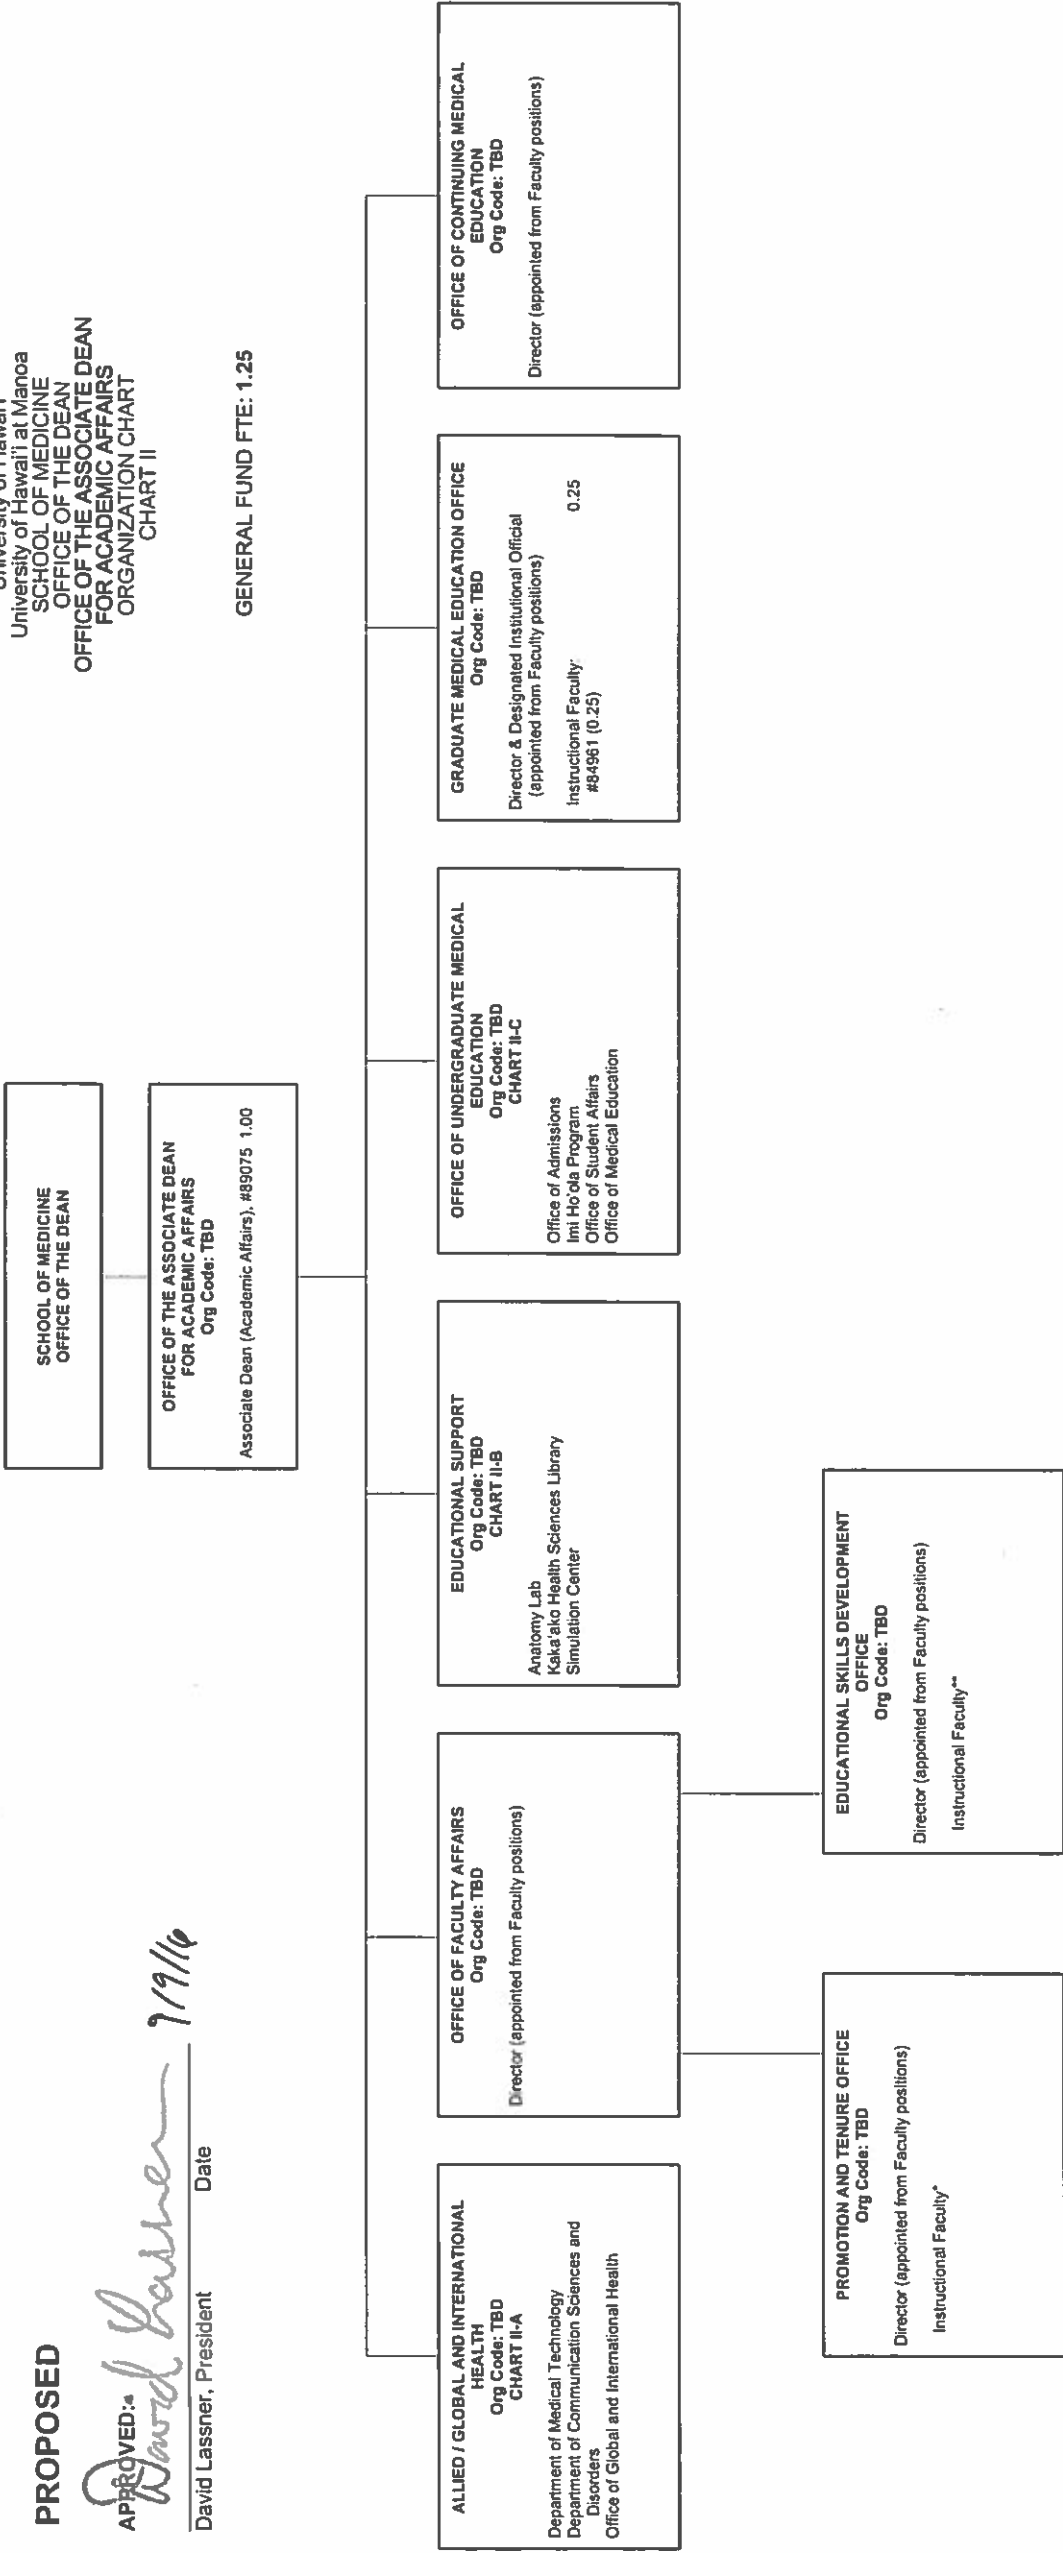 PROPOSED
APPROVED:
David Lassner 9/9/16
David Lassner, President Date
University of Hawai'i
University of Hawai'i at Manoa
SCHOOL OF MEDICINE
OFFICE OF THE DEAN
OFFICE OF THE ASSOCIATE DEAN
FOR ACADEMIC AFFAIRS
ORGANIZATION CHART
CHART II
GENERAL FUND FTE: 1.25
SCHOOL OF MEDICINE
OFFICE OF THE DEAN
OFFICE OF THE ASSOCIATE DEAN
FOR ACADEMIC AFFAIRS
Org Code: TBD
Associate Dean (Academic Affairs), #89075 1.00
ALLIED / GLOBAL AND INTERNATIONAL
HEALTH
Org Code: TBD
CHART II-A
Department of Medical Technology
Department of Communication Sciences and
Disorders
Office of Global and International Health
OFFICE OF FACULTY AFFAIRS
Org Code: TBD
Director (appointed from Faculty positions)
EDUCATIONAL SUPPORT
Org Code: TBD
CHART II-B
Anatomy Lab
Kaka'ako Health Sciences Library
Simulation Center
OFFICE OF UNDERGRADUATE MEDICAL
EDUCATION
Org Code: TBD
CHART II-C
Office of Admissions
Imi Ho'ola Program
Office of Student Affairs
Office of Medical Education
GRADUATE MEDICAL EDUCATION OFFICE
Org Code: TBD
Director & Designated Institutional Official
(appointed from Faculty positions)
Instructional Faculty: 0.25
#84961 (0.25)
OFFICE OF CONTINUING MEDICAL
EDUCATION
Org Code: TBD
Director (appointed from Faculty positions)
PROMOTION AND TENURE OFFICE
Org Code: TBD
Director (appointed from Faculty positions)
Instructional Faculty*
EDUCATIONAL SKILLS DEVELOPMENT
OFFICE
Org Code: TBD
Director (appointed from Faculty positions)
Instructional Faculty**